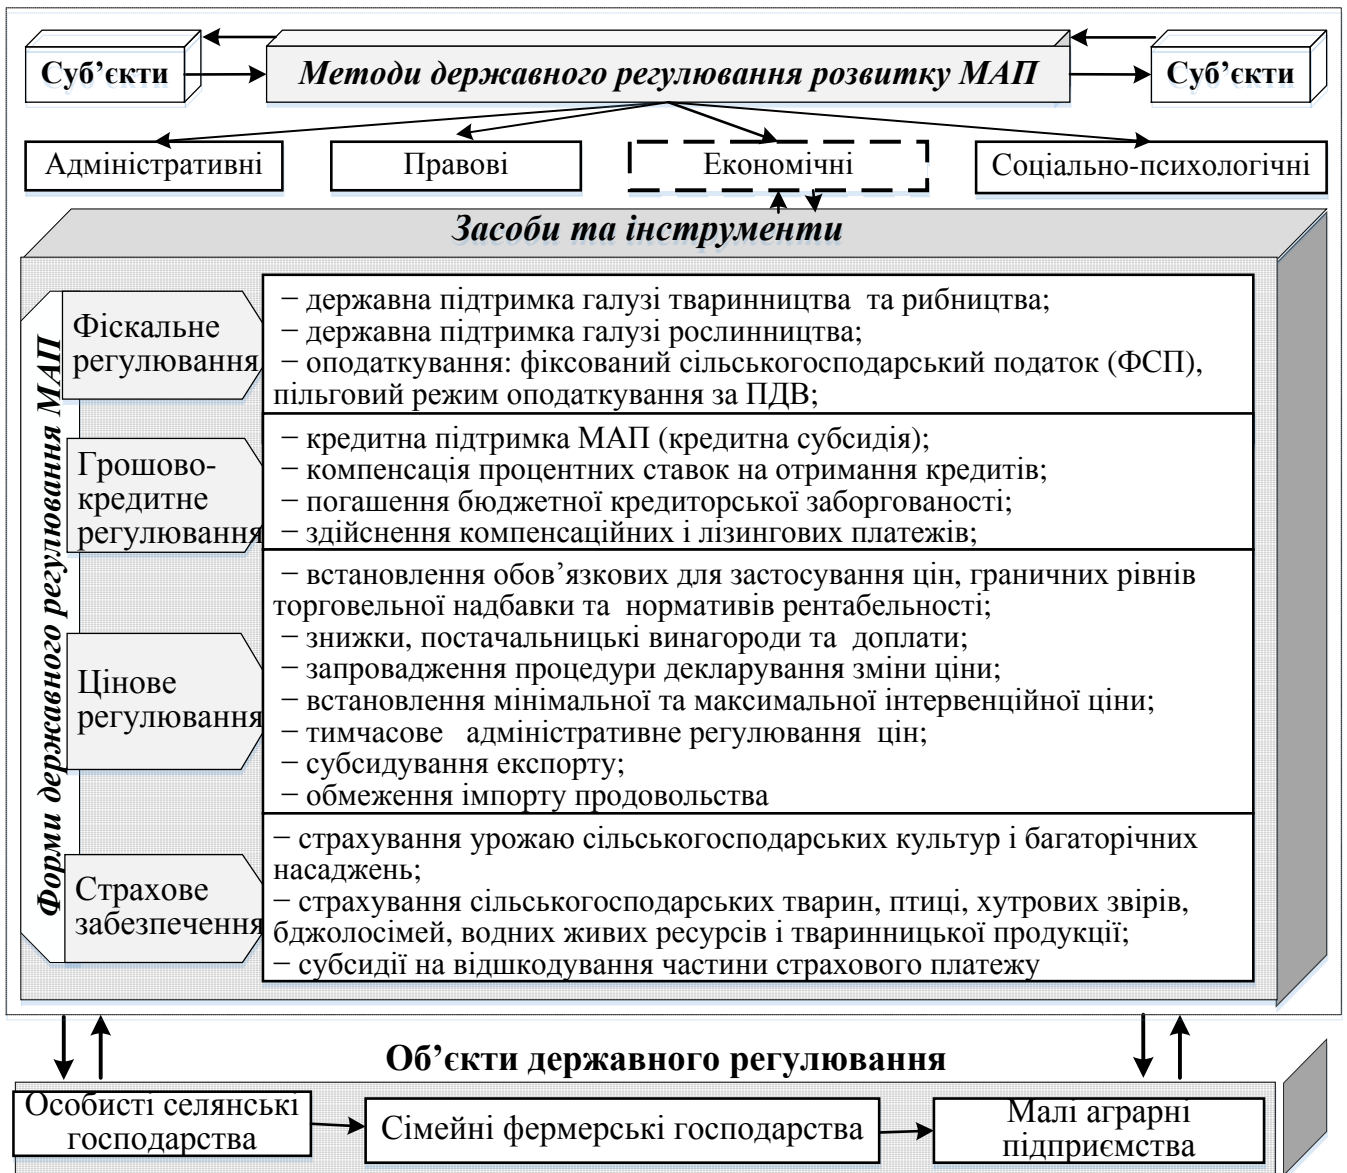 Суб’єкти
Методи державного регулювання розвитку МАП
Суб’єкти
Адміністративні
Правові
Економічні
Соціально-психологічні
Засоби та інструменти
Форми державного регулювання МАП
Фіскальне
регулювання
− державна підтримка галузі тваринництва та рибництва;
− державна підтримка галузі рослинництва;
− оподаткування: фіксований сільськогосподарський податок (ФСП),
пільговий режим оподаткування за ПДВ;
Грошово-
кредитне
регулювання
− кредитна підтримка МАП (кредитна субсидія);
− компенсація процентних ставок на отримання кредитів;
− погашення бюджетної кредиторської заборгованості;
− здійснення компенсаційних і лізингових платежів;
Цінове
регулювання
− встановлення обов’язкових для застосування цін, граничних рівнів
торговельної надбавки та нормативів рентабельності;
− знижки, постачальницькі винагороди та доплати;
− запровадження процедури декларування зміни ціни;
− встановлення мінімальної та максимальної інтервенційної ціни;
− тимчасове адміністративне регулювання цін;
− субсидування експорту;
− обмеження імпорту продовольства
Страхове
забезпечення
− страхування урожаю сільськогосподарських культур і багаторічних
насаджень;
− страхування сільськогосподарських тварин, птиці, хутрових звірів,
бджолосімей, водних живих ресурсів і тваринницької продукції;
− субсидії на відшкодування частини страхового платежу
Об’єкти державного регулювання
Особисті селянські
господарства
Сімейні фермерські господарства
Малі аграрні
підприємства